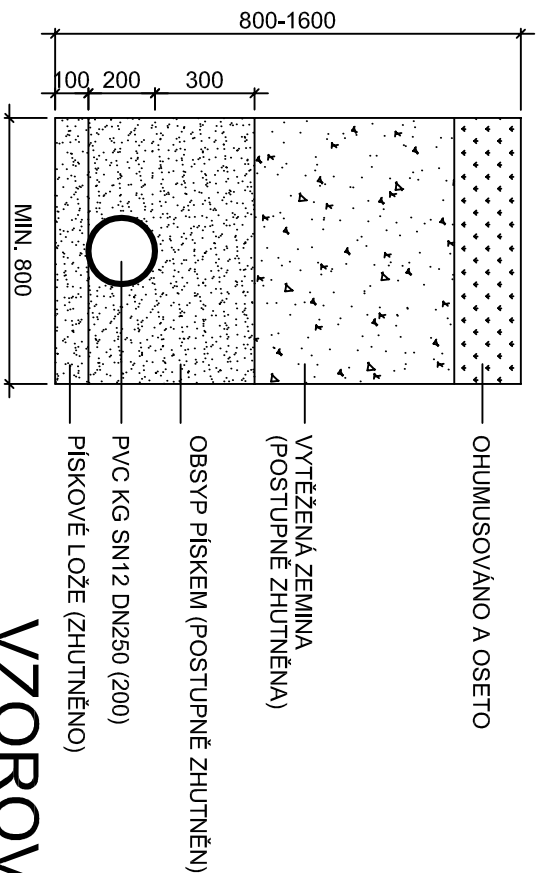 800-1600
100 200 300
MIN. 800
OHUMUSOVÁNO A OSETO
VYTĚŽENÁ ZEMINA
(POSTUPNĚ ZHUTNĚNA)
OBSYP PÍSKEM (POSTUPNĚ ZHUTNĚN)
PVC KG SN12 DN250 (200)
PÍSKOVÉ LOŽE (ZHUTNĚNO)